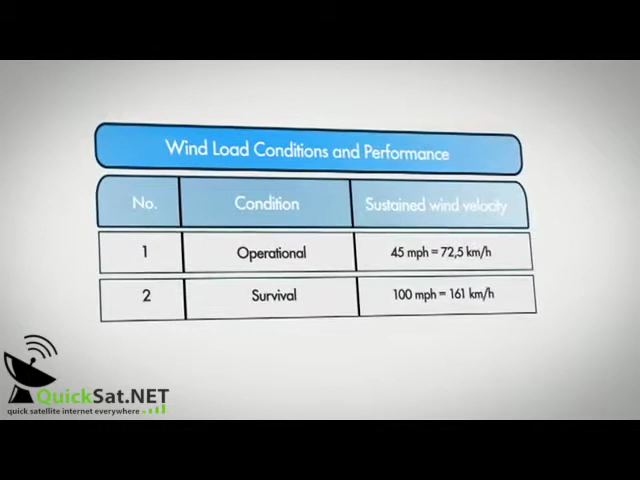 Wind Load Conditions and Performance
No. Condition Sustained wind velocity
1 Operational 45 mph = 72,5 km/h
2 Survival 100 mph = 161 km/h
QuickSat.NET
quick satellite internet everywhere